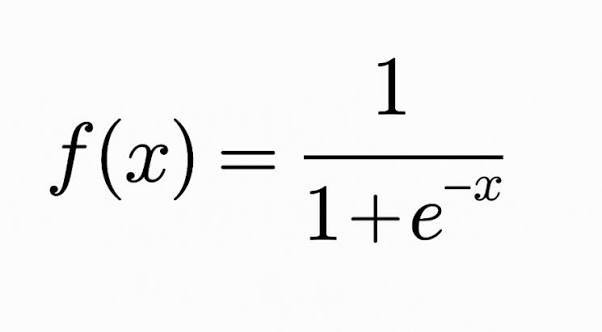 f(x) = 1/(1+e^{-x})